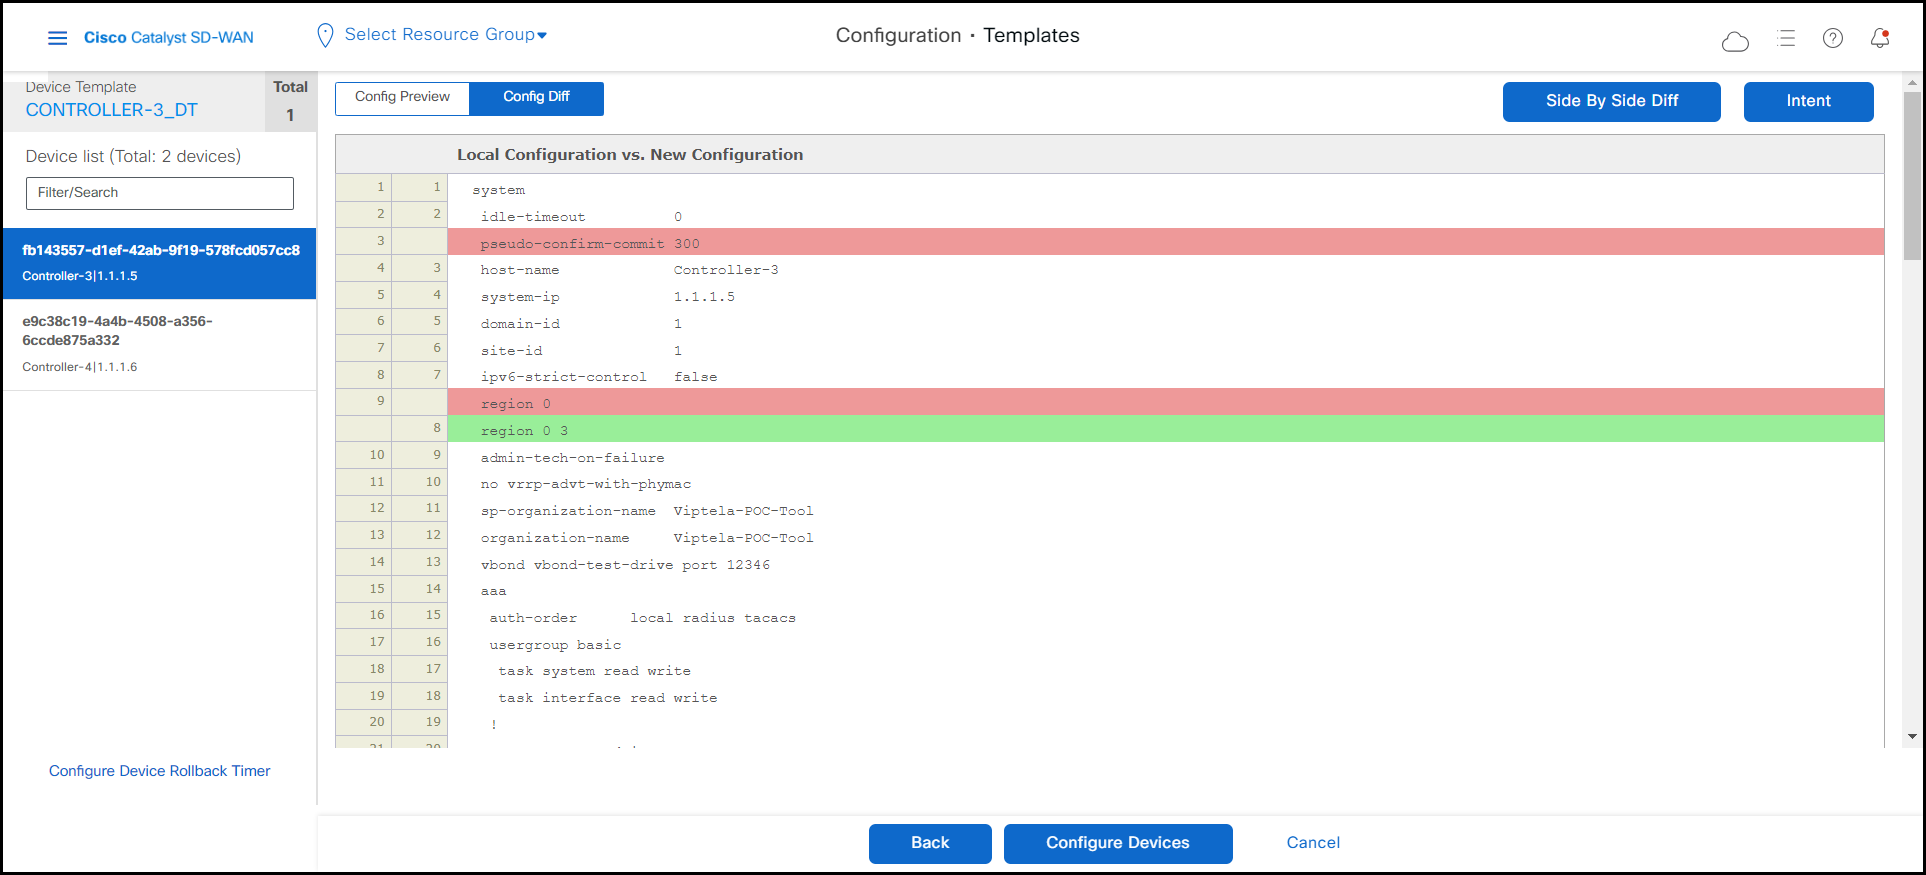 Cisco Catalyst SD-WAN
Select Resource Group
Configuration · Templates
Device Template
CONTROLLER-3_DT
Total
1
Device list (Total: 2 devices)
Filter/Search
fb143557-d1ef-42ab-9f19-578fcd057cc8
Controller-3|1.1.1.5
e9c38c19-4a4b-4508-a356-
6ccde875a332
Controller-4|1.1.1.6
Configure Device Rollback Timer
Config Preview
Config Diff
Side By Side Diff
Intent
Local Configuration vs. New Configuration
1 1 system
2 2 idle-timeout 0
3 pseudo-confirm-commit 300
4 3 host-name Controller-3
5 4 system-ip 1.1.1.5
6 5 domain-id 1
7 6 site-id 1
8 7 ipv6-strict-control false
9 region 0
8 region 0 3
10 9 admin-tech-on-failure
11 10 no vrrp-advt-with-phymac
12 11 sp-organization-name Viptela-POC-Tool
13 12 organization-name Viptela-POC-Tool
14 13 vbond vbond-test-drive port 12346
15 14 aaa
16 15 auth-order local radius tacacs
17 16 usergroup basic
18 17 task system read write
19 18 task interface read write
20 19 !
21 20
Back
Configure Devices
Cancel